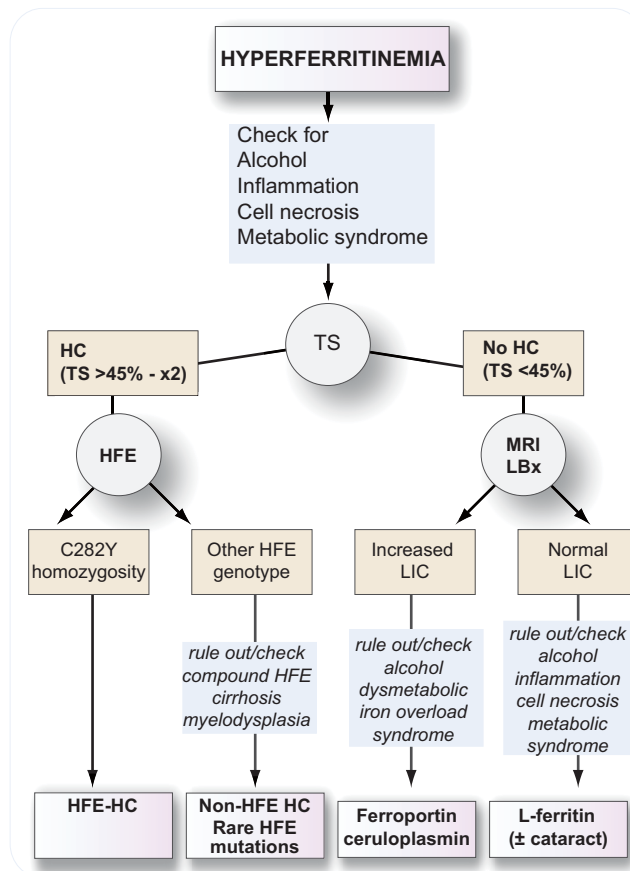 HYPERFERRITINEMIA
Check for
Alcohol
Inflammation
Cell necrosis
Metabolic syndrome
TS
HC
(TS >45% - x2)
No HC
(TS <45%)
HFE
MRI
LBx
C282Y
homozygosity
Other HFE
genotype
Increased
LIC
Normal
LIC
rule out/check
compound HFE
cirrhosis
myelodysplasia
rule out/check
alcohol
dysmetabolic
iron overload
syndrome
rule out/check
alcohol
inflammation
cell necrosis
metabolic
syndrome
HFE-HC
Non-HFE HC
Rare HFE
mutations
Ferroportin
ceruloplasmin
L-ferritin
(± cataract)